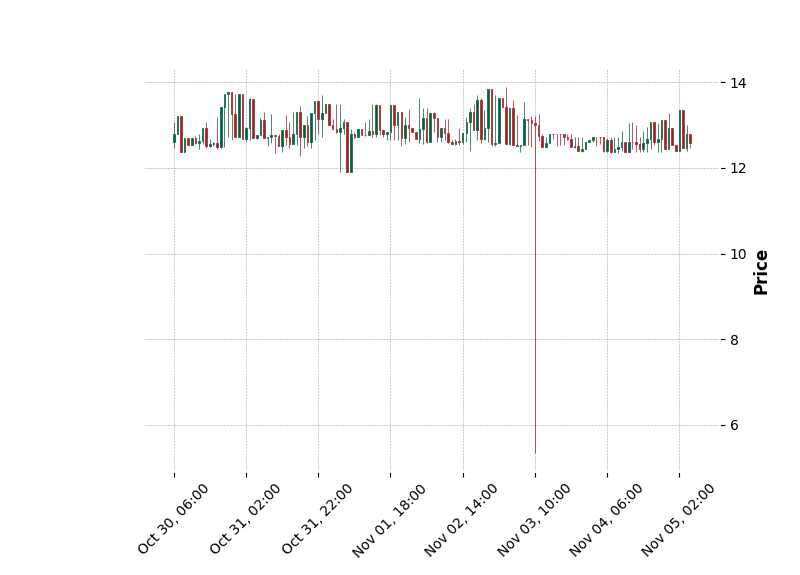 14
12
10
8
6
Price
Oct 30, 06:00
Oct 31, 02:00
Oct 31, 22:00
Nov 01, 18:00
Nov 02, 14:00
Nov 03, 10:00
Nov 04, 06:00
Nov 05, 02:00